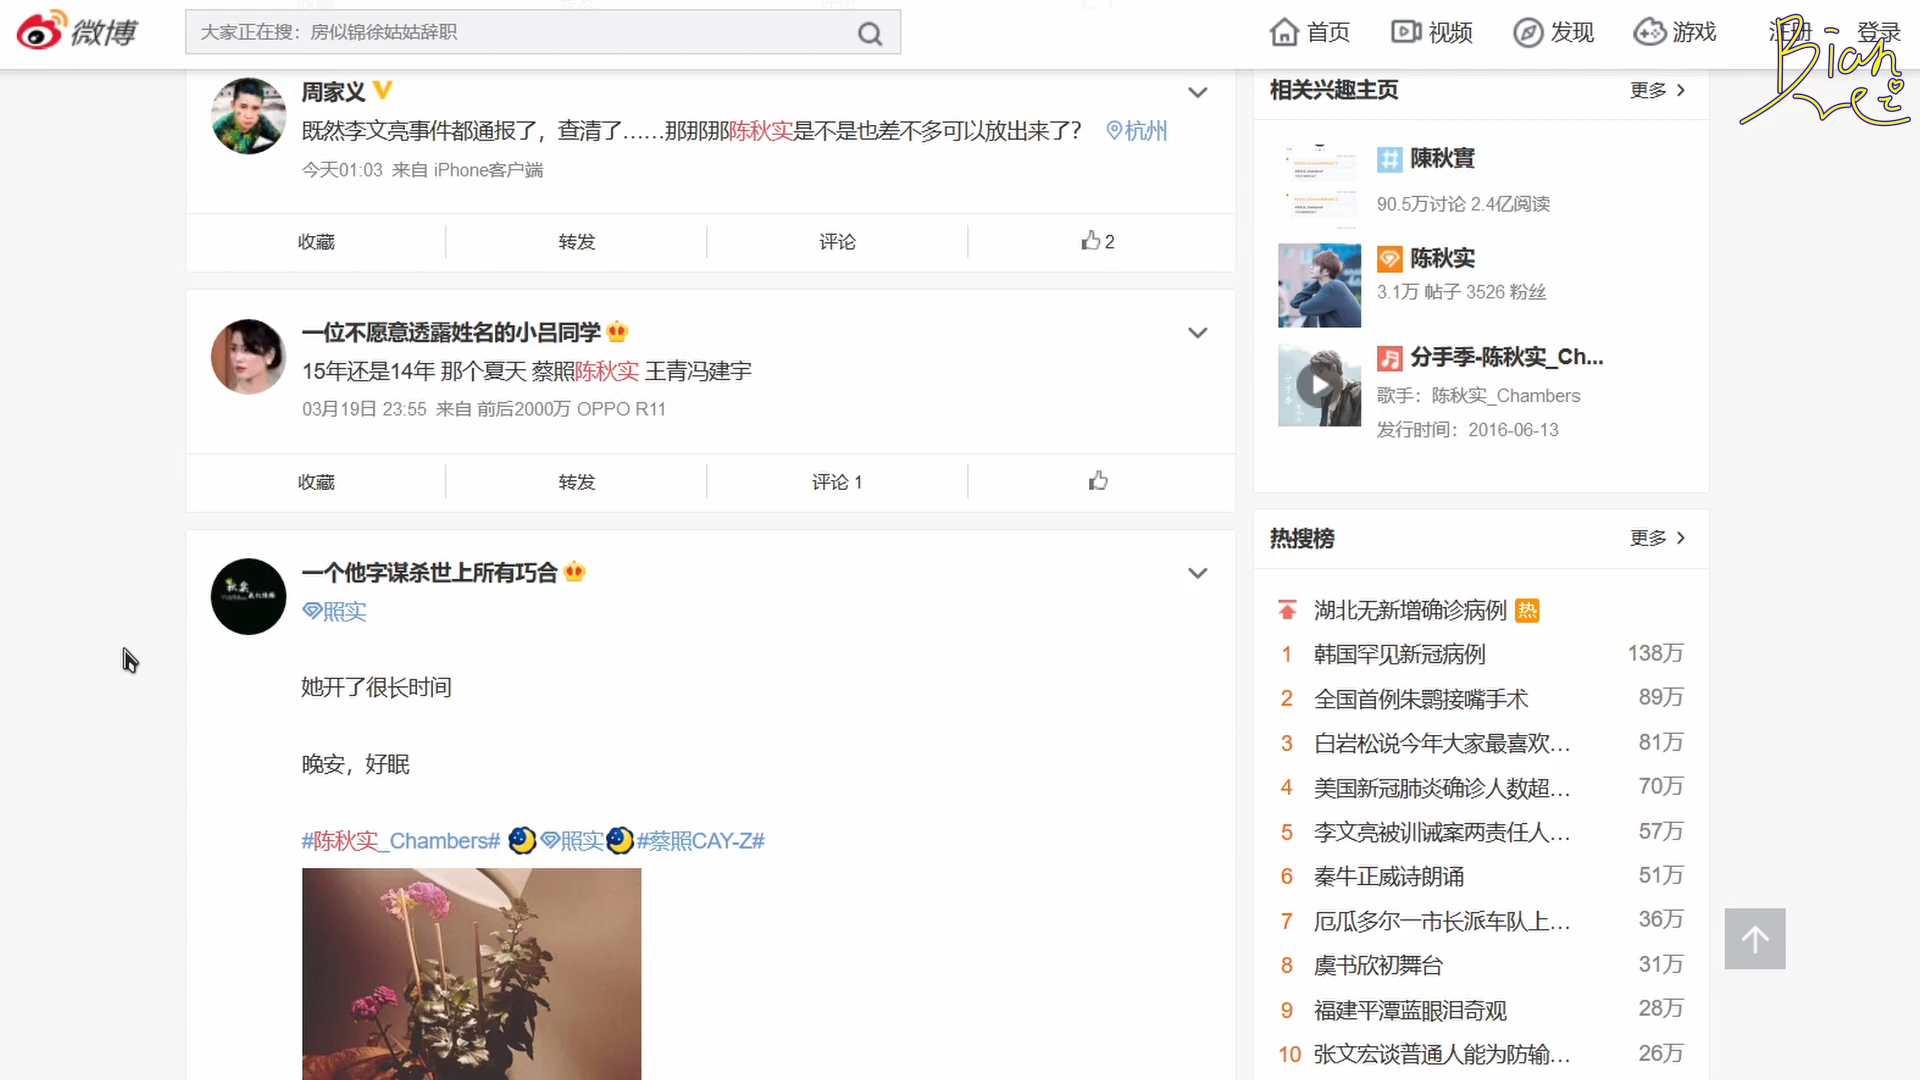 微博
大家正在搜：房似锦徐姑姑辞职
首页
视频
发现
游戏
注册
登录
Bian
Lei
周家义
既然李文亮事件都通报了，查清了……那那那陈秋实是不是也差不多可以放出来了？ 杭州
今天01:03 来自 iPhone客户端
收藏
转发
评论
2
一位不愿意透露姓名的小吕同学
15年还是14年 那个夏天 蔡照陈秋实 王青冯建宇
03月19日 23:55 来自 前后2000万 OPPO R11
收藏
转发
评论 1
一个他字谋杀世上所有巧合
照实
她开了很长时间
晚安，好眠
#陈秋实_Chambers# 照实 #蔡照CAY-Z#
相关兴趣主页
更多
陳秋實
90.5万讨论 2.4亿阅读
陈秋实
3.1万 帖子 3526 粉丝
分手季-陈秋实_Ch...
歌手：陈秋实_Chambers
发行时间：2016-06-13
热搜榜
更多
湖北无新增确诊病例 热
1 韩国罕见新冠病例 138万
2 全国首例朱鹮接嘴手术 89万
3 白岩松说今年大家最喜欢... 81万
4 美国新冠肺炎确诊人数超... 70万
5 李文亮被训诫案两责任人... 57万
6 秦牛正威诗朗诵 51万
7 厄瓜多尔一市长派车队上... 36万
8 虞书欣初舞台 31万
9 福建平潭蓝眼泪奇观 28万
10 张文宏谈普通人能为防输... 26万